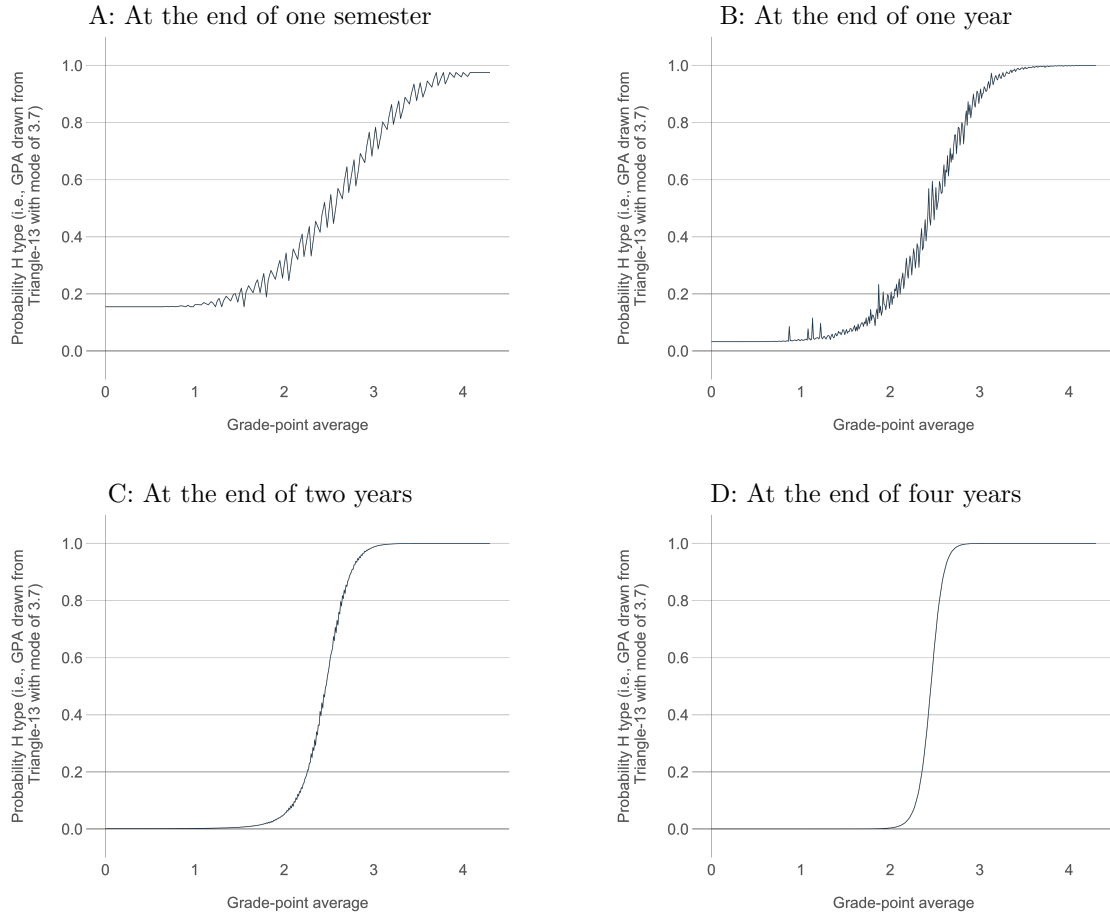 A: At the end of one semester
Probability H type (i.e., GPA drawn from
Triangle-13 with mode of 3.7)
1.0
0.8
0.6
0.4
0.2
0.0
0 1 2 3 4
Grade-point average
B: At the end of one year
Probability H type (i.e., GPA drawn from
Triangle-13 with mode of 3.7)
1.0
0.8
0.6
0.4
0.2
0.0
0 1 2 3 4
Grade-point average
C: At the end of two years
Probability H type (i.e., GPA drawn from
Triangle-13 with mode of 3.7)
1.0
0.8
0.6
0.4
0.2
0.0
0 1 2 3 4
Grade-point average
D: At the end of four years
Probability H type (i.e., GPA drawn from
Triangle-13 with mode of 3.7)
1.0
0.8
0.6
0.4
0.2
0.0
0 1 2 3 4
Grade-point average